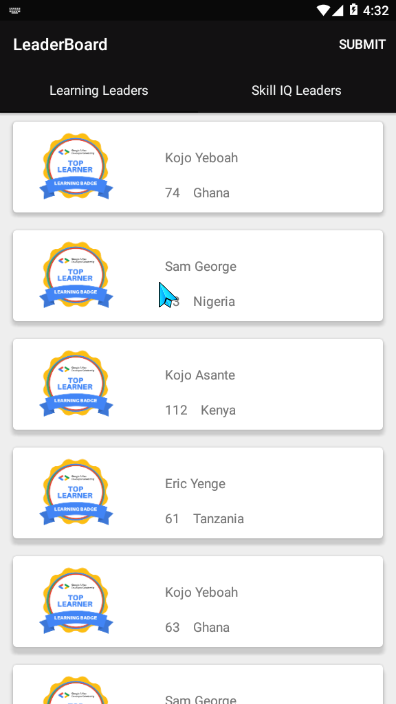 4:32
LeaderBoard
SUBMIT
Learning Leaders
Skill IQ Leaders
TOP
LEARNER
LEARNING BADGE
Kojo Yeboah
74 Ghana
TOP
LEARNER
LEARNING BADGE
Sam George
Nigeria
TOP
LEARNER
LEARNING BADGE
Kojo Asante
112 Kenya
TOP
LEARNER
LEARNING BADGE
Eric Yenge
61 Tanzania
TOP
LEARNER
LEARNING BADGE
Kojo Yeboah
63 Ghana
TOP
Sam George